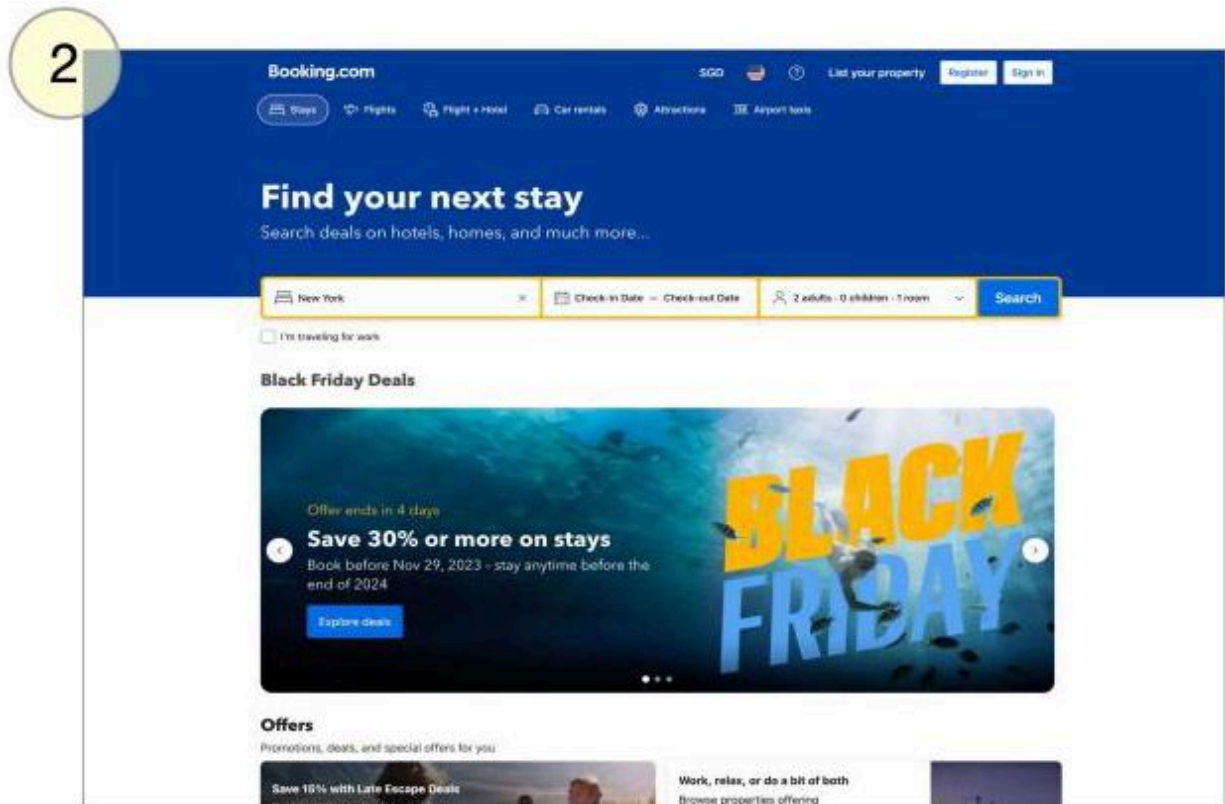 2
Booking.com
SGD
List your property
Register
Sign in
Stays
Flights
Flight + Hotel
Car rentals
Attractions
Airport taxis
Find your next stay
Search deals on hotels, homes, and much more...
New York
×
Check-in Date — Check-out Date
2 adults · 0 children · 1 room
Search
I'm traveling for work
Black Friday Deals
Offer ends in 4 days
Save 30% or more on stays
Book before Nov 29, 2023 - stay anytime before the
end of 2024
Explore deals
BLACK
FRIDAY
Offers
Promotions, deals, and special offers for you
Save 15% with Late Escape Deals
Work, relax, or do a bit of both
Browse properties offering